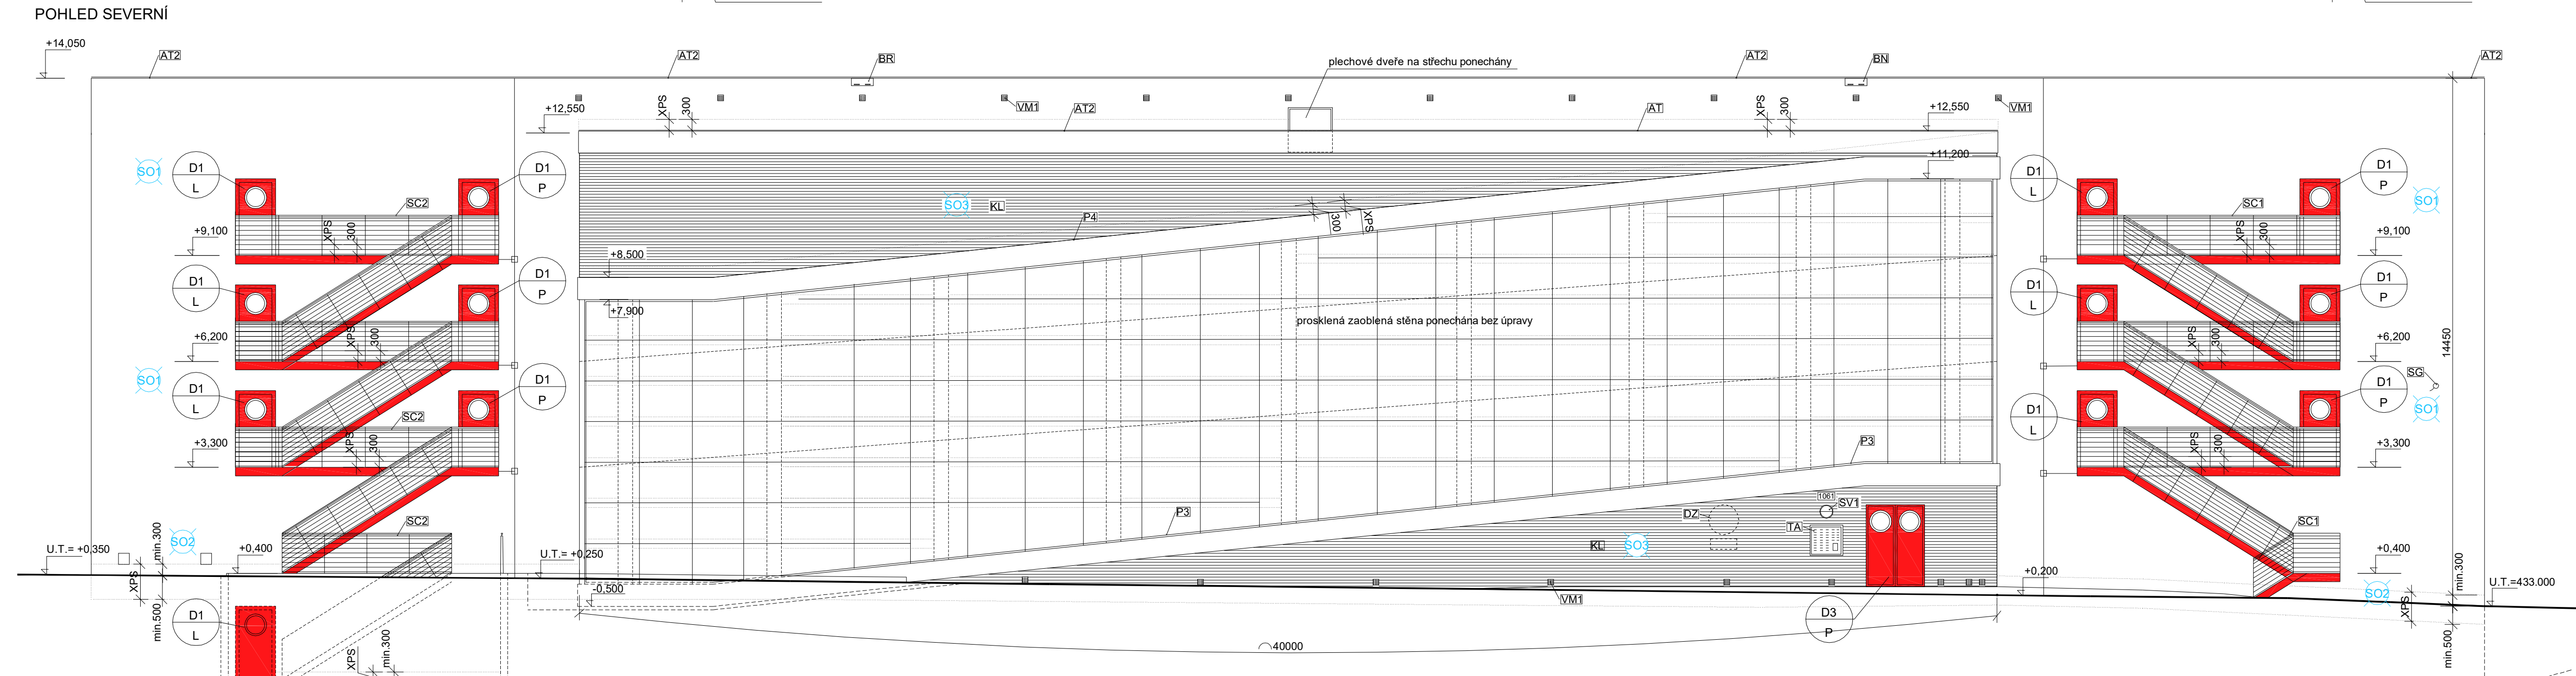 POHLED SEVERNÍ
+14,050
AT2
AT2
BR
plechové dveře na střechu ponechány
AT2
BN
AT2
+12,550
XPS
300
VM1
AT2
AT
XPS
300
+12,550
VM1
SO1
D1
L
D1
P
+11,200
D1
L
D1
P
SO1
SC2
SO3
KL
P4
300
XPS
SC1
+9,100
XPS
300
+8,500
XPS
300
+9,100
D1
L
D1
P
D1
L
D1
P
+7,900
prosklená zaoblená stěna ponechána bez úpravy
+6,200
XPS
300
XPS
300
+6,200
14450
SO1
D1
L
D1
P
D1
L
D1
P
SG
SO1
SC2
+3,300
XPS
300
P3
XPS
300
+3,300
1061
SV1
DZ
TA
P3
SC2
SC1
SO2
KL
SO3
U.T.= +0,350
min.300
+0,400
U.T.= +0,250
+0,400
min.300
XPS
-0,500
+0,200
U.T.=433.000
VM1
SO2
XPS
min.500
D1
L
D3
P
min.500
XPS
min.300
40000